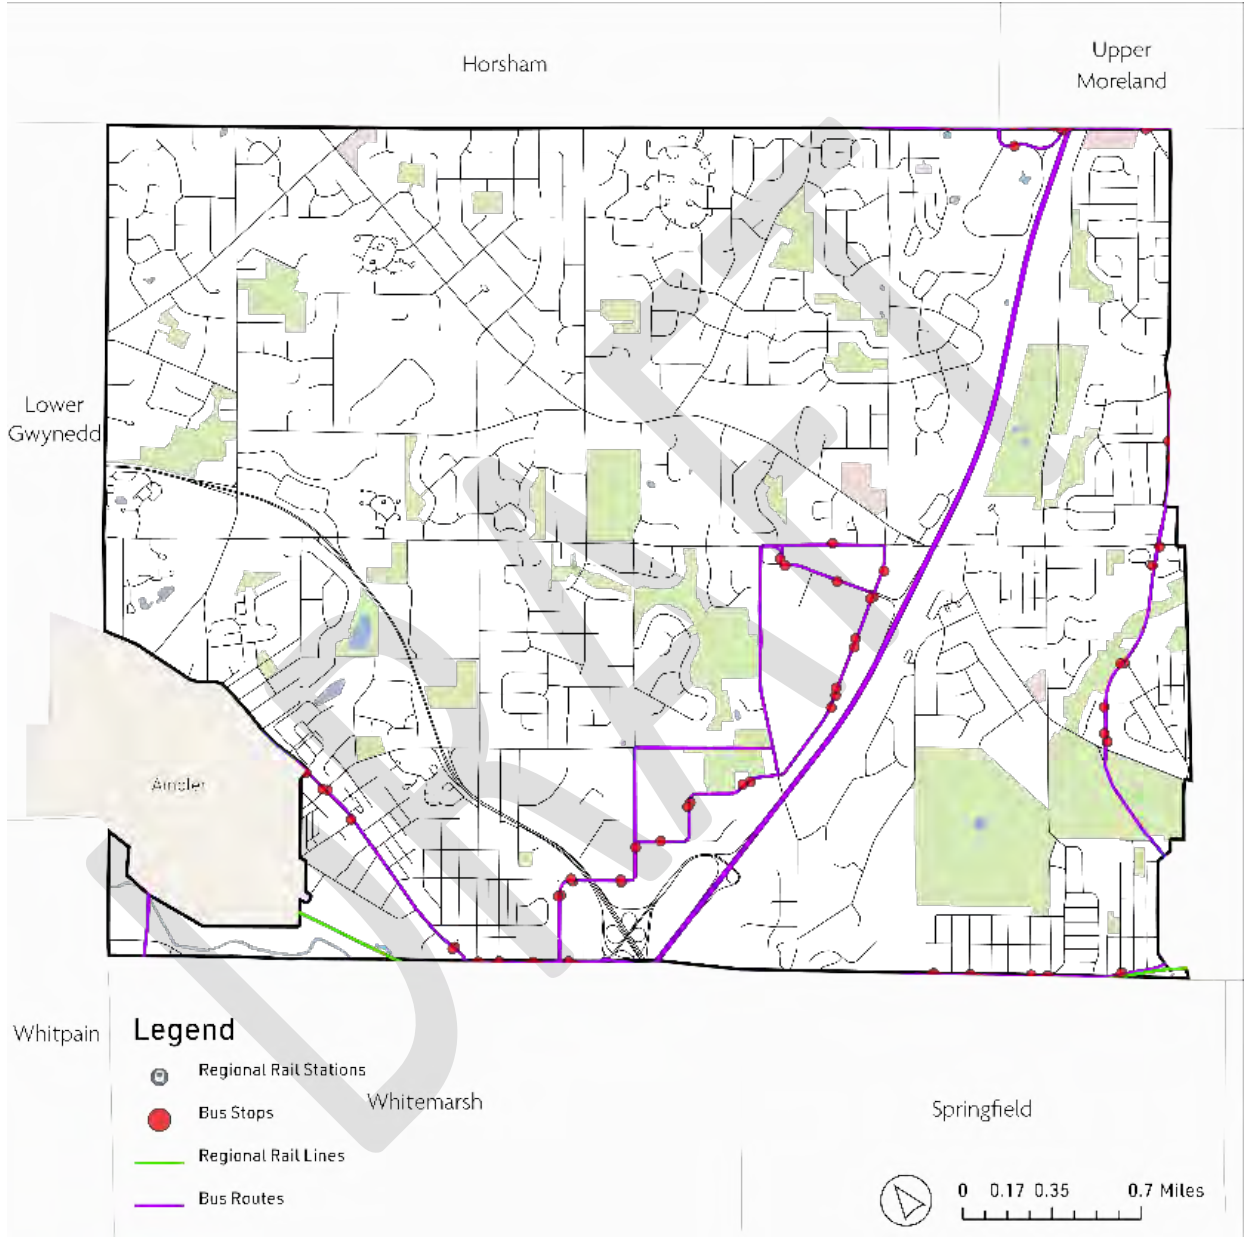 Horsham
Upper
Moreland
Lower
Gwynedd
Ambler
Whitpain
Legend
Regional Rail Stations
Bus Stops
Regional Rail Lines
Bus Routes
Whitemarsh
Springfield
0 0.17 0.35 0.7 Miles
DRAFT